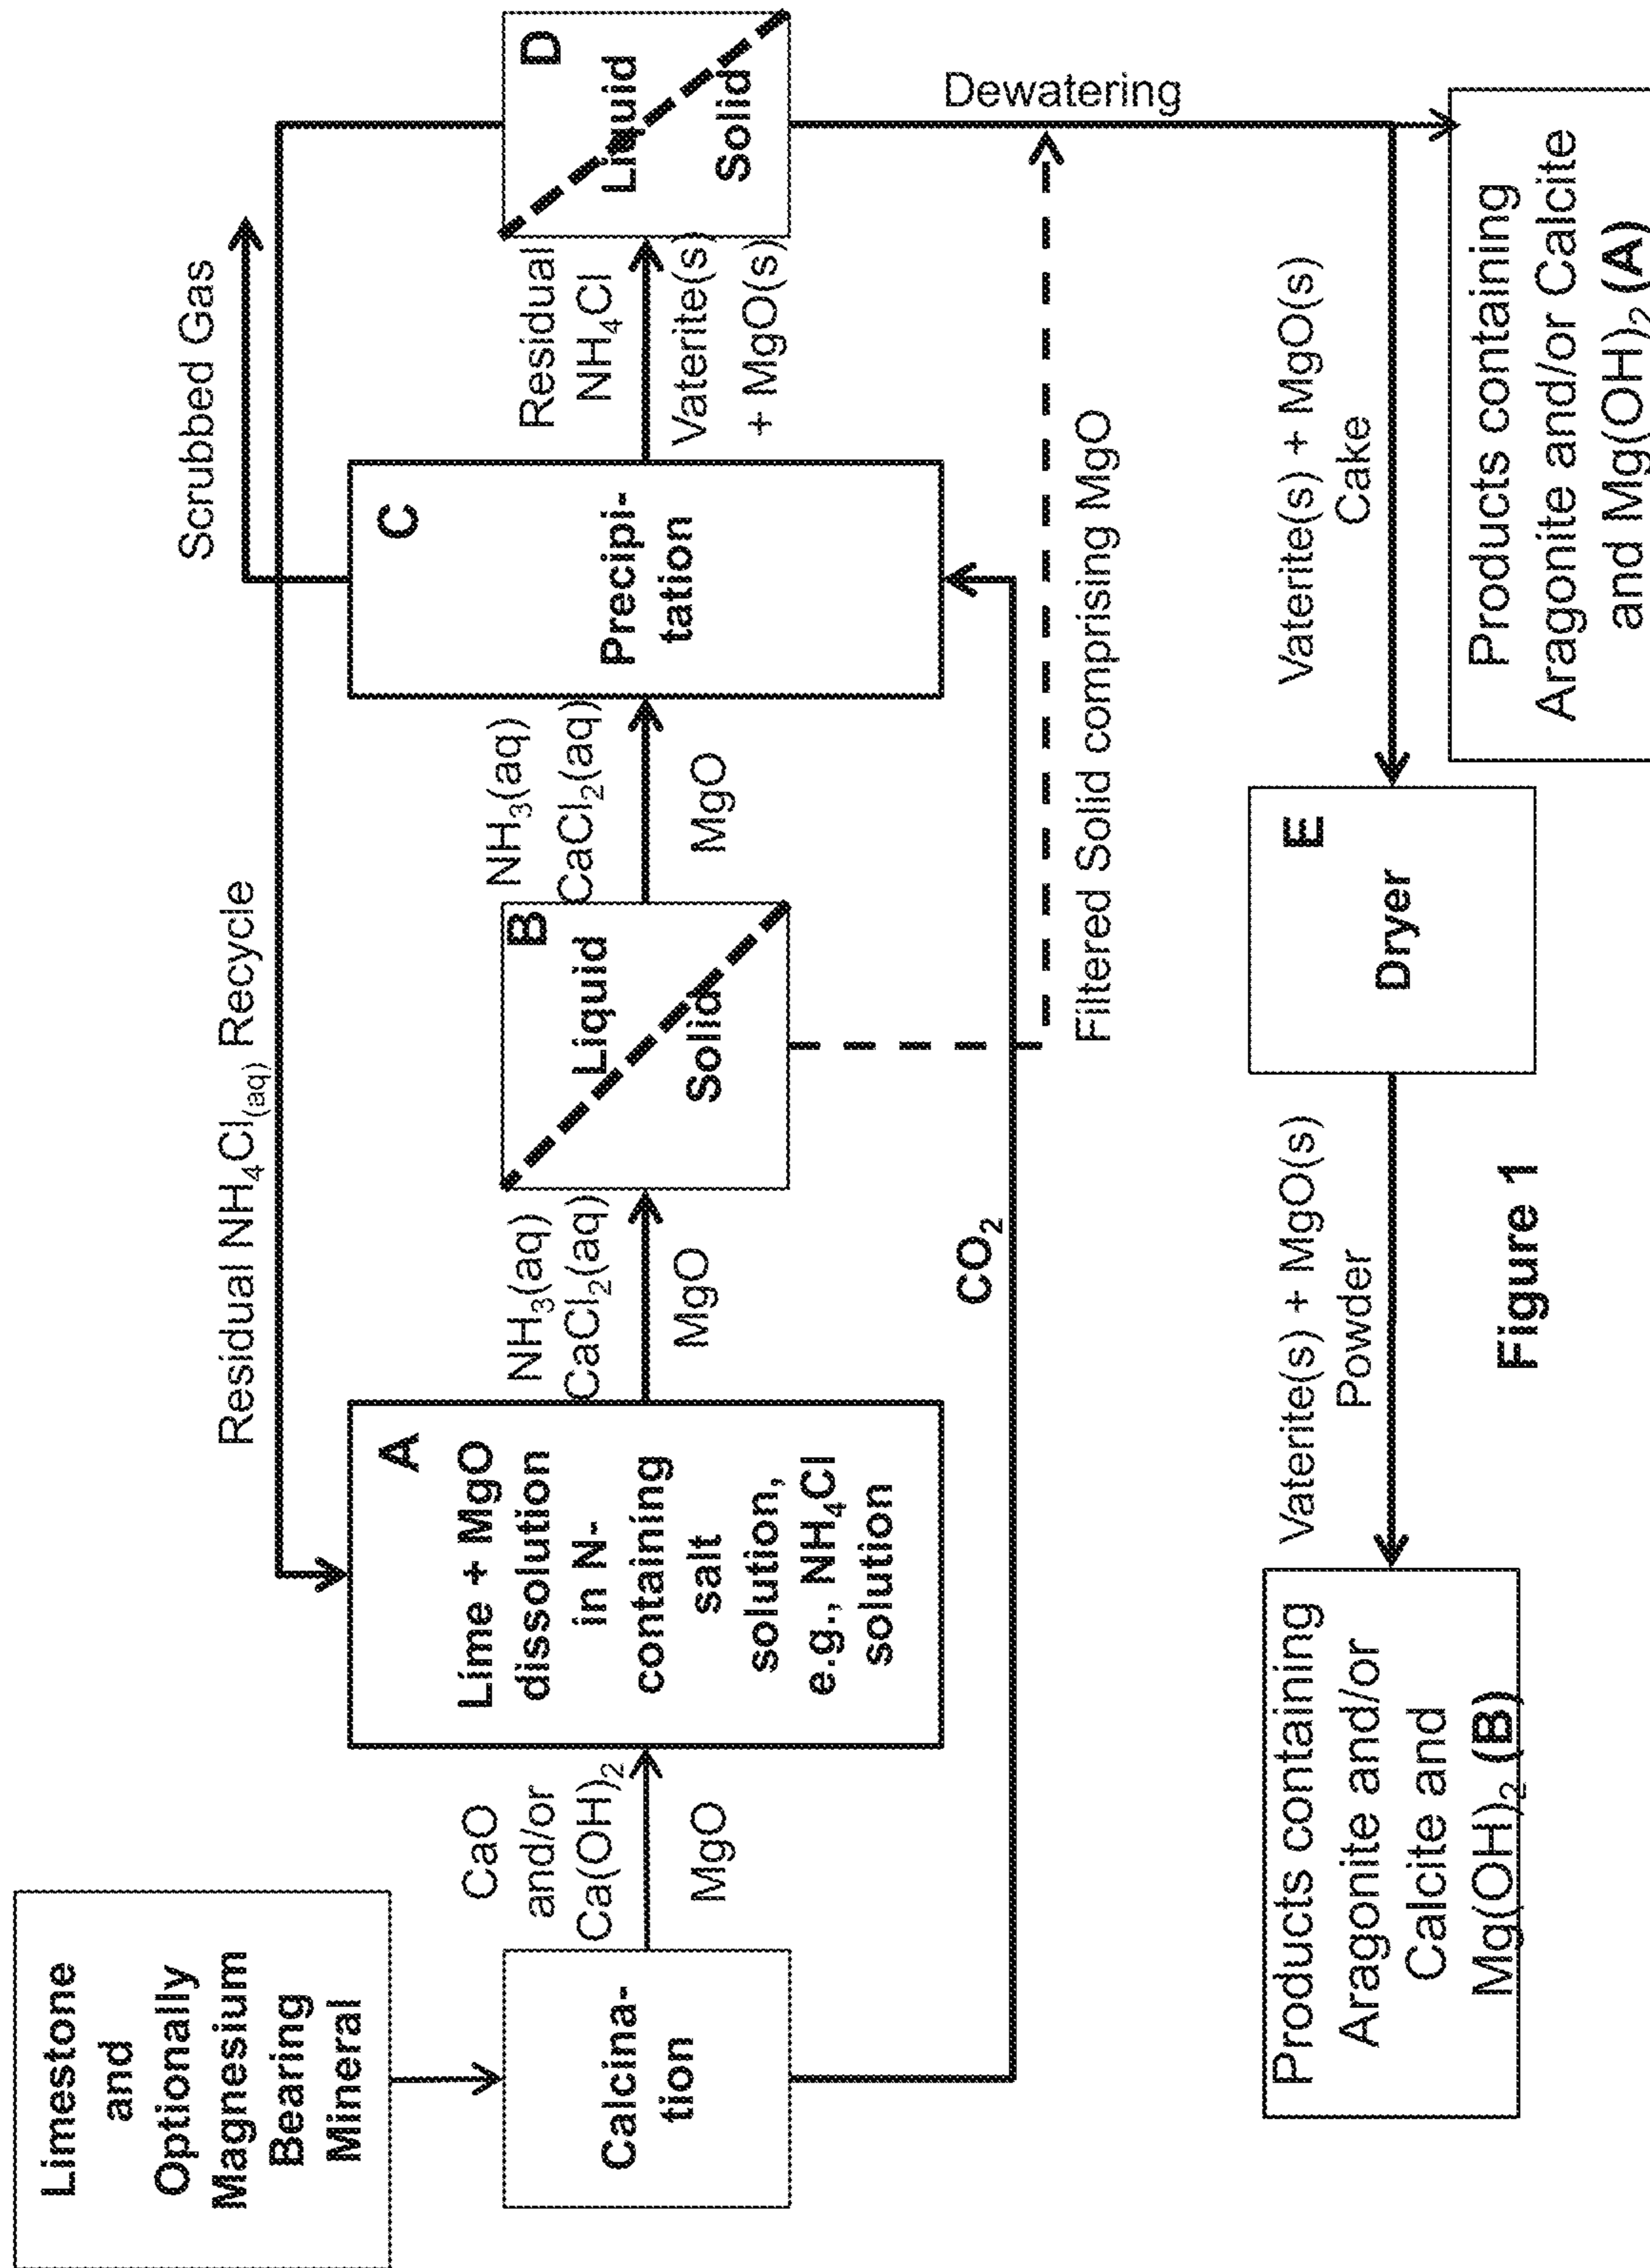 Limestone
and
Optionally
Magnesium
Bearing
Mineral
Calcina-
tion
CaO
and/or
Ca(OH)2
MgO
Residual NH4Cl(aq) Recycle
A
Lime + MgO
dissolution
in N-
containing
salt
solution,
e.g., NH4Cl
solution
NH3(aq)
CaCl2(aq)
MgO
B
Liquid
Solid
NH3(aq)
CaCl2(aq)
MgO
C
Precipi-
tation
Scrubbed Gas
Residual
NH4Cl
Vaterite(s)
+ MgO(s)
D
Liquid
Solid
CO2
Filtered Solid comprising MgO
Dewatering
Vaterite(s) + MgO(s)
Cake
Products containing
Aragonite and/or Calcite
and Mg(OH)2 (A)
E
Dryer
Vaterite(s) + MgO(s)
Powder
Products containing
Aragonite and/or
Calcite and
Mg(OH)2 (B)
Figure 1